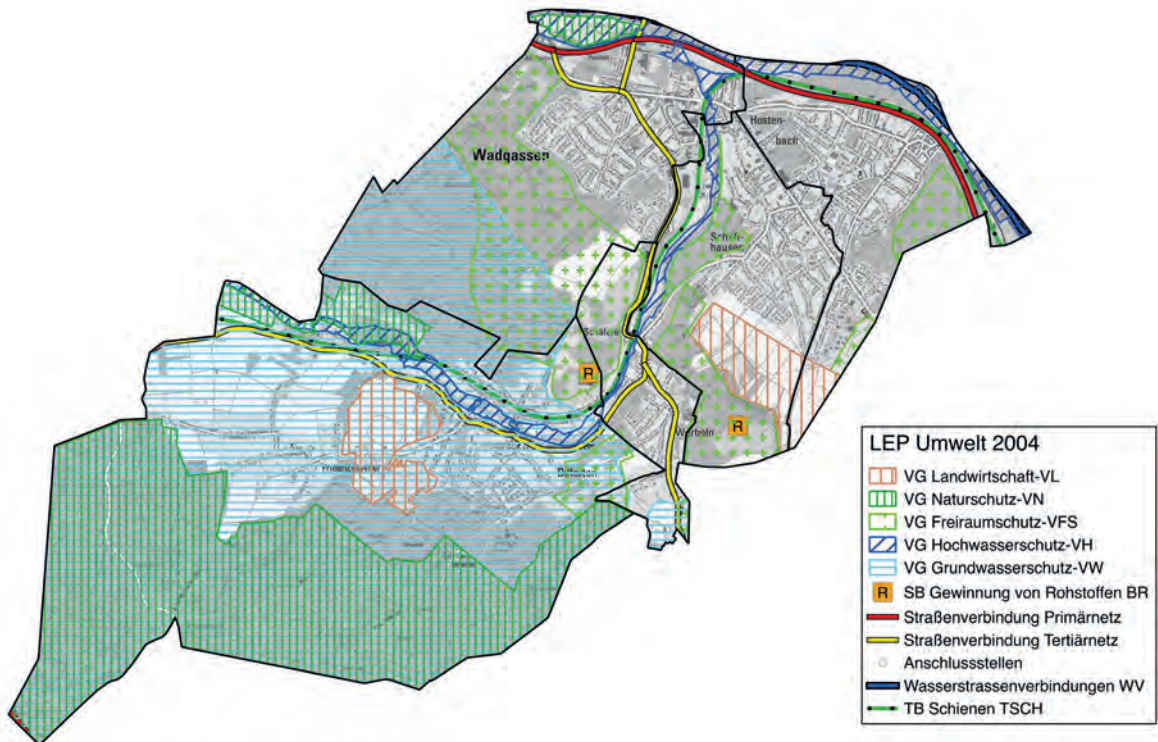 Hosten-
bach
Wadgassen
Schaff-
hausen
R
R
Werbeln
LEP Umwelt 2004
VG Landwirtschaft-VL
VG Naturschutz-VN
VG Freiraumschutz-VFS
VG Hochwasserschutz-VH
VG Grundwasserschutz-VW
R SB Gewinnung von Rohstoffen BR
Straßenverbindung Primärnetz
Straßenverbindung Tertiärnetz
Anschlussstellen
Wasserstrassenverbindungen WV
TB Schienen TSCH